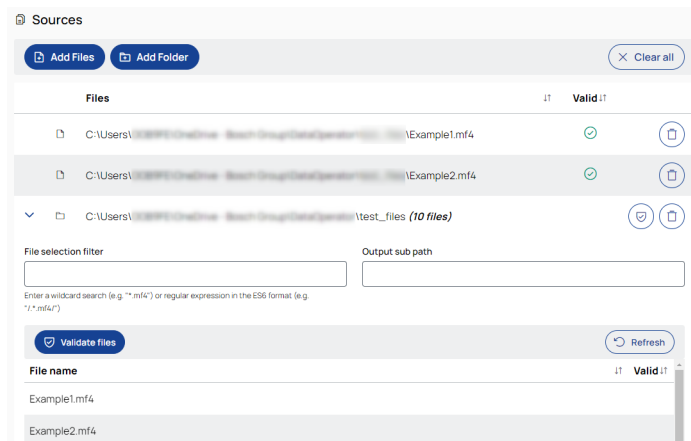 Sources
Add Files Add Folder Clear all
Files Valid
C:\Users\ \Example1.mf4
C:\Users\ \Example2.mf4
C:\Users\ \test_files (10 files)
File selection filter Output sub path
Enter a wildcard search (e.g. "*.mf4") or regular expression in the ES6 format (e.g.
"/.*.mf4/")
Validate files Refresh
File name Valid
Example1.mf4
Example2.mf4